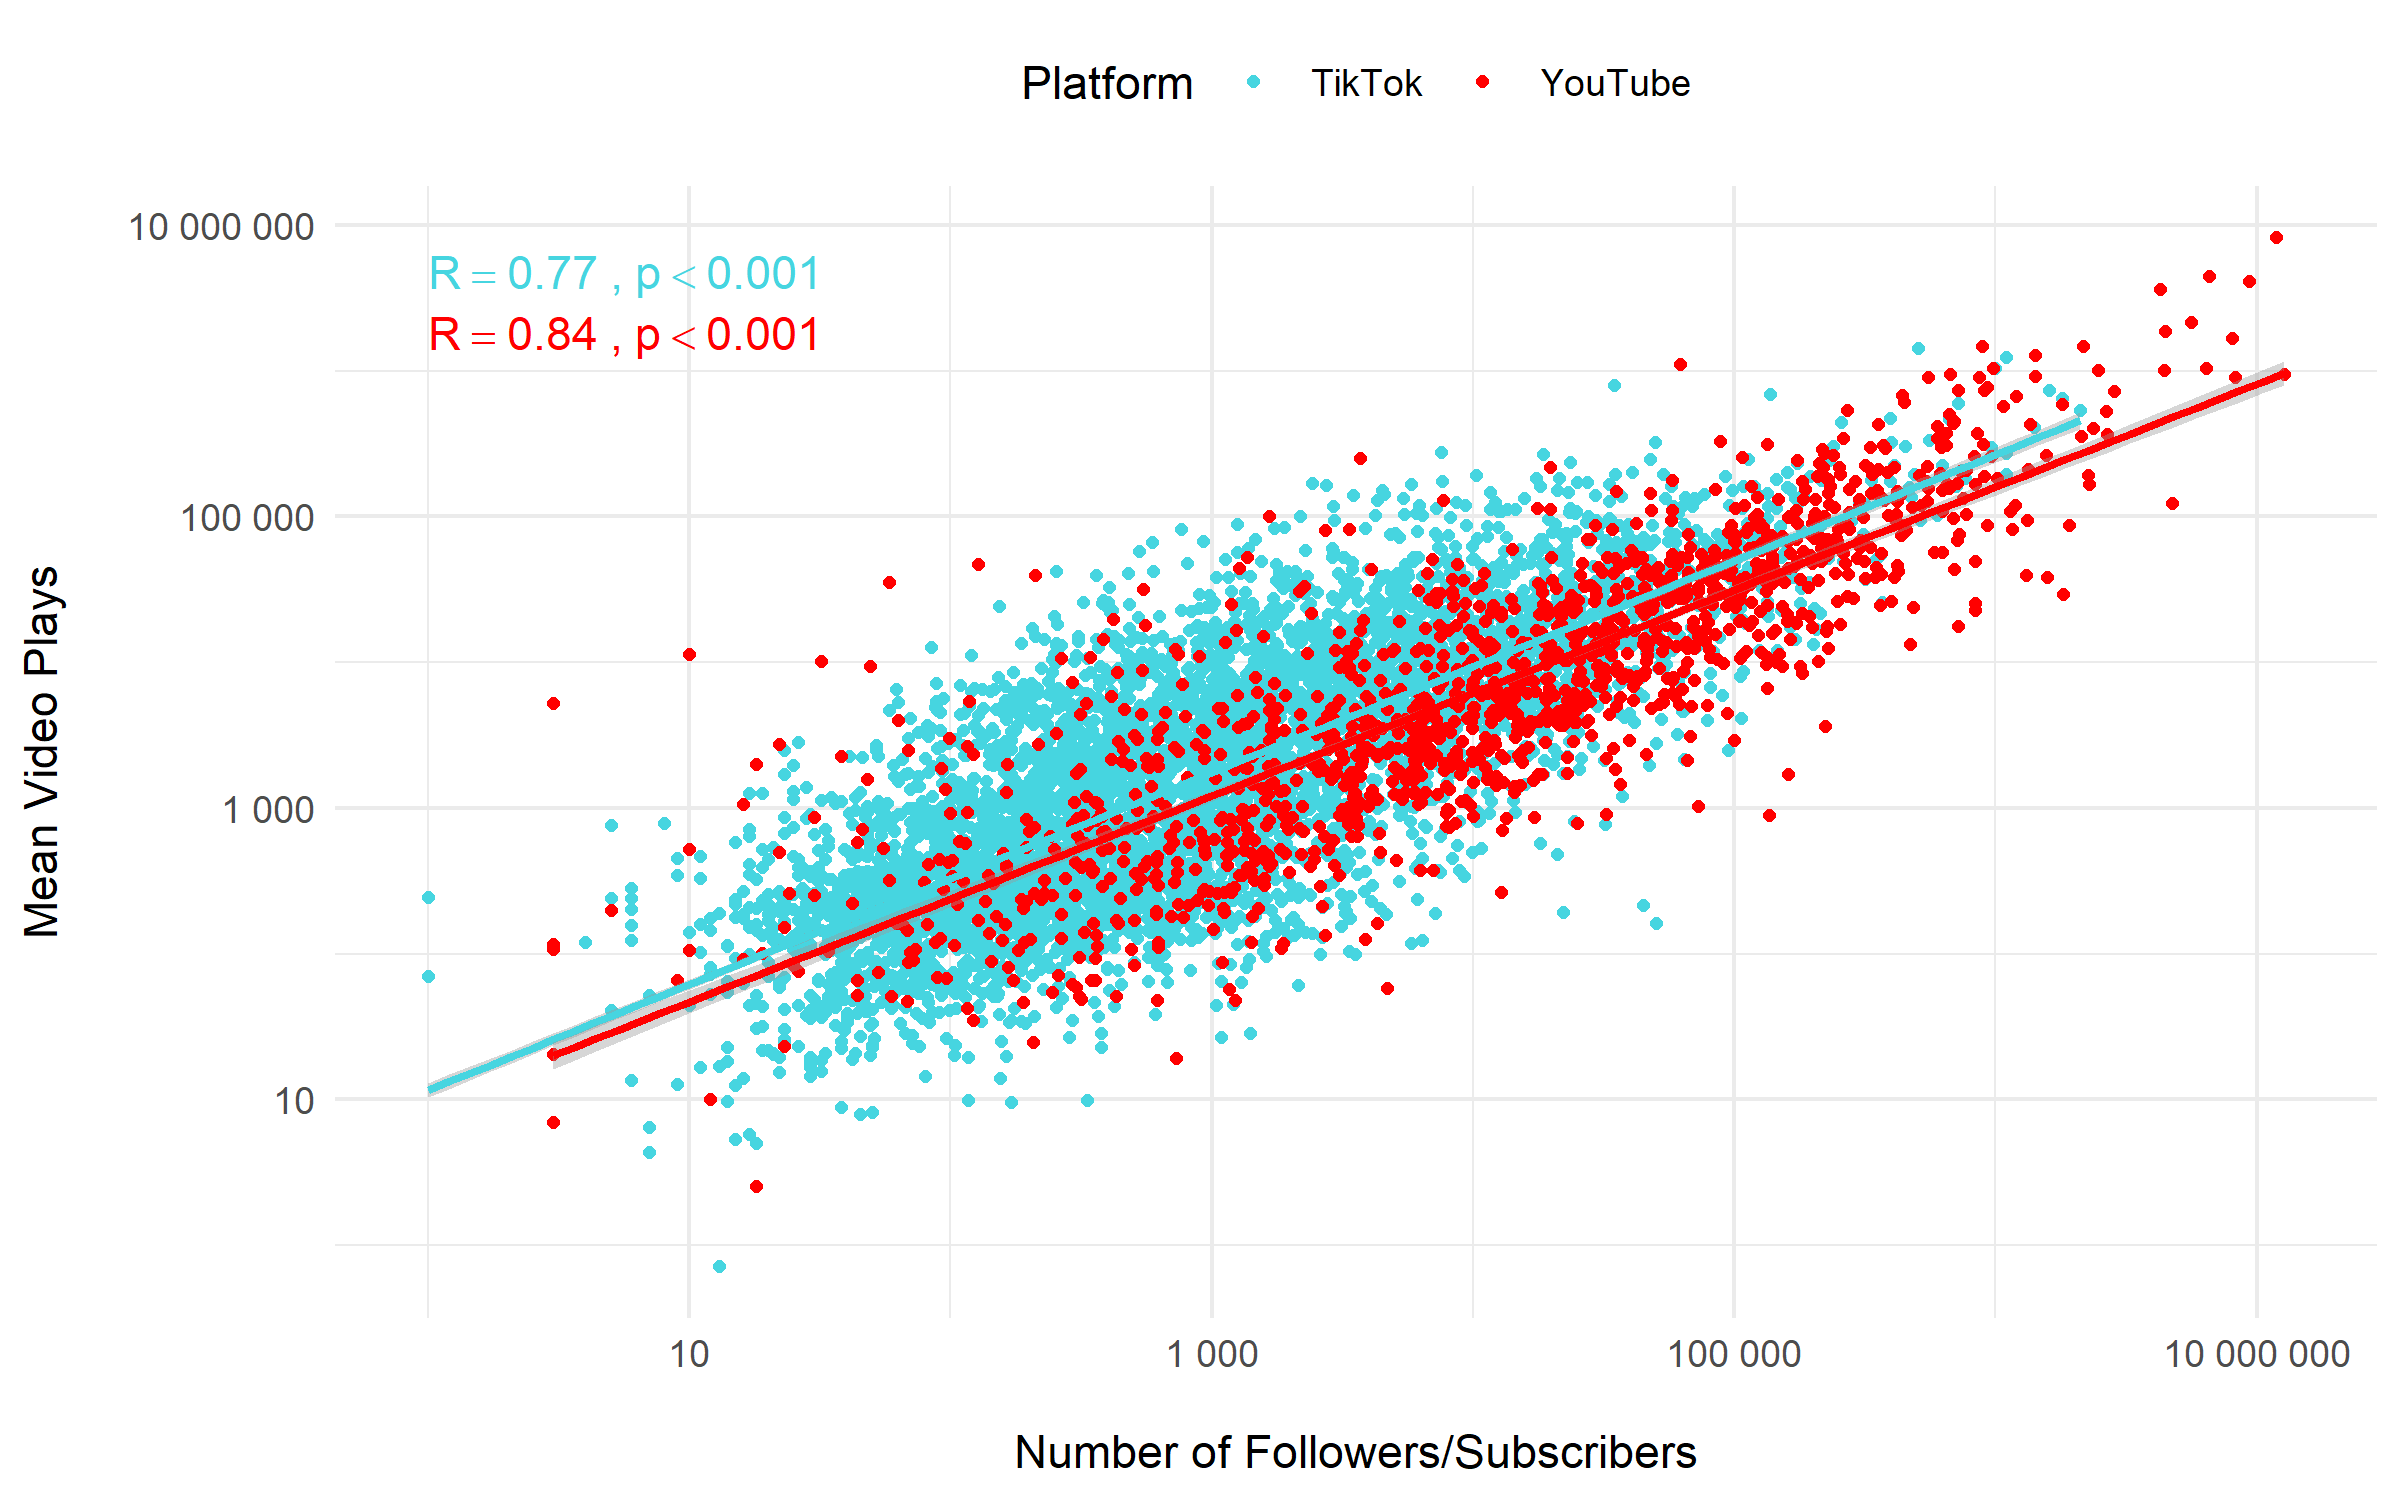 Platform TikTok YouTube
10 000 000
R = 0.77 , p < 0.001
R = 0.84 , p < 0.001
100 000
Mean Video Plays
1 000
10
10 1 000 100 000 10 000 000
Number of Followers/Subscribers